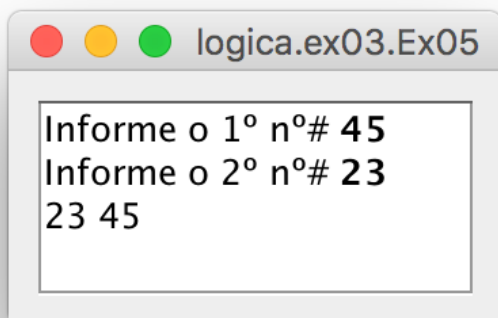 logica.ex03.Ex05
Informe o 1º nº# 45
Informe o 2º nº# 23
23 45